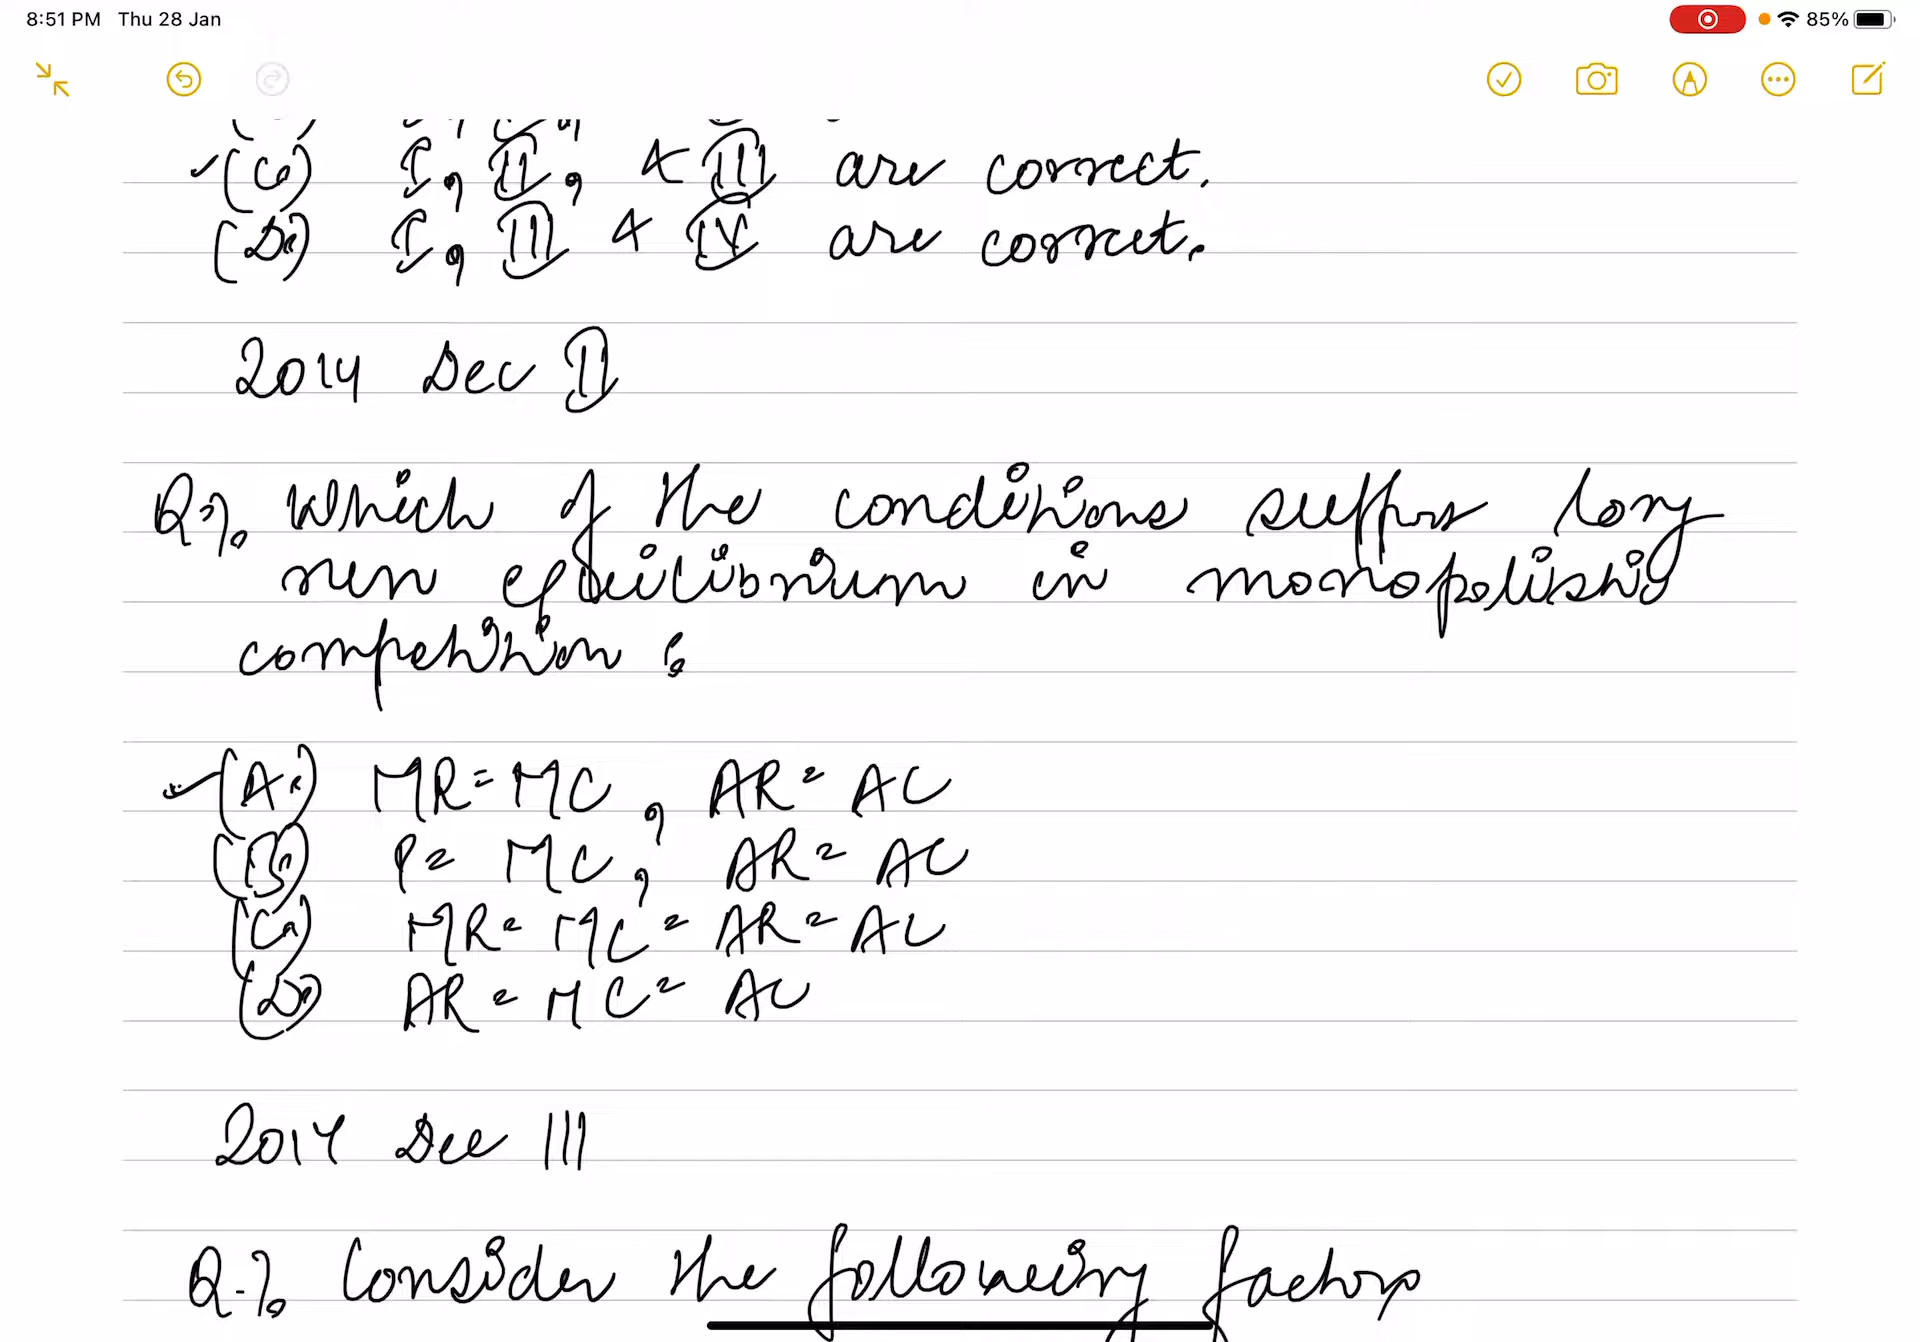 8:51 PM Thu 28 Jan 85%
(C.) I, II, & III are correct.
(D.) I, III & IV are correct.
2014 Dec II
Q:- Which of the conditions support long
run equilibrium in monopolistic
competition :
(A.) MR = MC, AR = AC
(B.) P = MC, AR = AC
(C.) MR = MC = AR = AC
(D.) AR = MC = AC
2014 Dec III
Q:- Consider the following factors